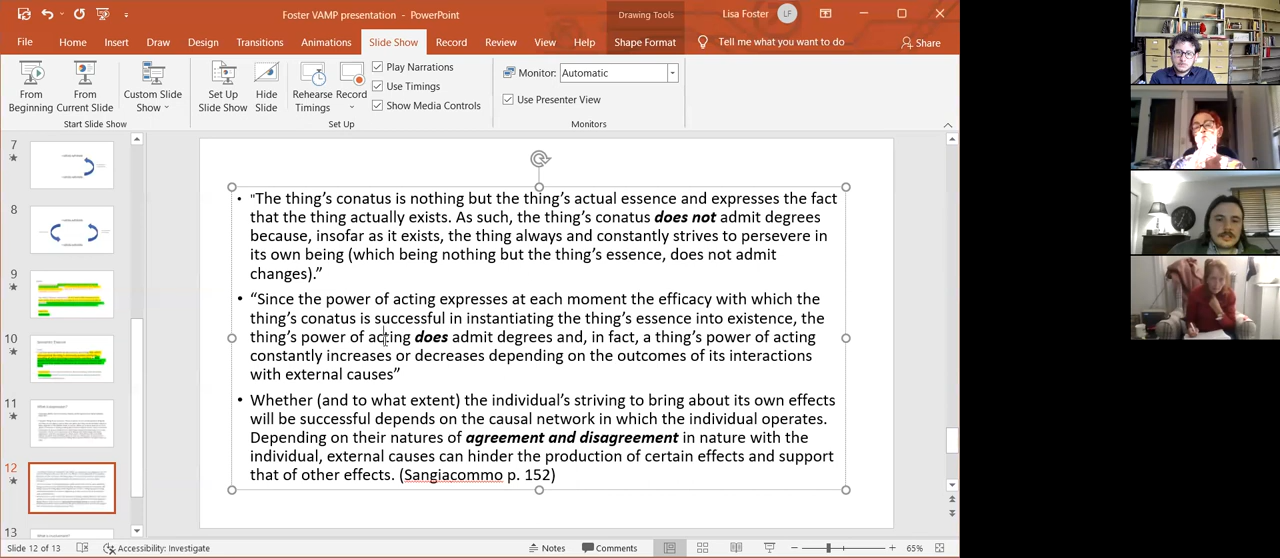 Foster VAMP presentation - PowerPoint
Drawing Tools
Lisa Foster
LF
File
Home
Insert
Draw
Design
Transitions
Animations
Slide Show
Record
Review
View
Help
Shape Format
Tell me what you want to do
Share
From Beginning
From Current Slide
Custom Slide Show
Set Up Slide Show
Hide Slide
Rehearse Timings
Record
Play Narrations
Use Timings
Show Media Controls
Monitor: Automatic
Use Presenter View
Start Slide Show
Set Up
Monitors
7
8
9
10
11
12
13
• "The thing's conatus is nothing but the thing's actual essence and expresses the fact
that the thing actually exists. As such, the thing's conatus does not admit degrees
because, insofar as it exists, the thing always and constantly strives to persevere in
its own being (which being nothing but the thing's essence, does not admit
changes)."
• "Since the power of acting expresses at each moment the efficacy with which the
thing's conatus is successful in instantiating the thing's essence into existence, the
thing's power of acting does admit degrees and, in fact, a thing's power of acting
constantly increases or decreases depending on the outcomes of its interactions
with external causes"
• Whether (and to what extent) the individual's striving to bring about its own effects
will be successful depends on the causal network in which the individual operates.
Depending on their natures of agreement and disagreement in nature with the
individual, external causes can hinder the production of certain effects and support
that of other effects. (Sangiacommo p. 152)
Slide 12 of 13
Accessibility: Investigate
Notes
Comments
65%